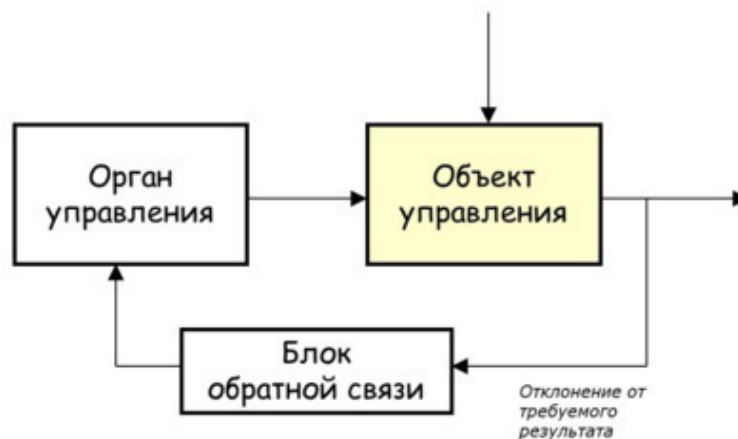 Орган
управления
Объект
управления
Блок
обратной связи
Отклонение от
требуемого
результата